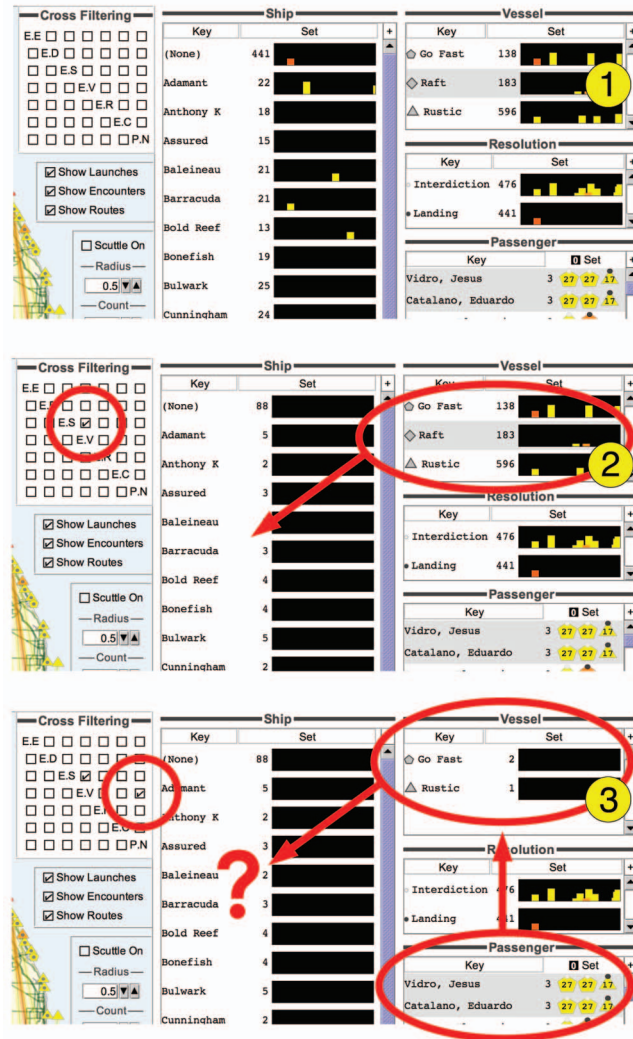 Cross Filtering
E.E
E.D
E.S
E.V
E.R
E.C
P.N
Show Launches
Show Encounters
Show Routes
Scuttle On
Radius
0.5
Count
Ship
Key Set +
(None) 441
Adamant 22
Anthony K 18
Assured 15
Baleineau 21
Barracuda 21
Bold Reef 13
Bonefish 19
Bulwark 25
Cunningham 24
Vessel
Key Set +
Go Fast 138
Raft 183
Rustic 596
1
Resolution
Key Set +
Interdiction 476
Landing 441
Passenger
Key 0 Set +
Vidro, Jesus 3 27 27 17
Catalano, Eduardo 3 27 27 17
Cross Filtering
E.E
E.S
E.V
E.C
P.N
Show Launches
Show Encounters
Show Routes
Scuttle On
Radius
0.5
Count
Ship
Key Set +
(None) 88
Adamant 5
Anthony K 2
Assured 3
Baleineau
Barracuda 3
Bold Reef 4
Bonefish 4
Bulwark 5
Cunningham 2
Vessel
Key Set +
Go Fast 138
Raft 183
Rustic 596
2
Resolution
Key Set +
Interdiction 476
Landing 441
Passenger
Key 0 Set +
Vidro, Jesus 3 27 27 17
Catalano, Eduardo 3 27 27 17
Cross Filtering
E.E
E.D
E.S
E.V
P.N
Show Launches
Show Encounters
Show Routes
Scuttle On
Radius
0.5
Count
Ship
Key Set +
(None) 88
Adamant 5
Anthony K 2
Assured 3
Baleineau 2
Barracuda 3
Bold Reef 4
Bonefish 4
Bulwark 5
Cunningham 2
?
Vessel
Key Set +
Go Fast 2
Rustic 1
3
Resolution
Key Set +
Interdiction 476
Landing 441
Passenger
Key 0 Set +
Vidro, Jesus 3 27 27 17
Catalano, Eduardo 3 27 27 17